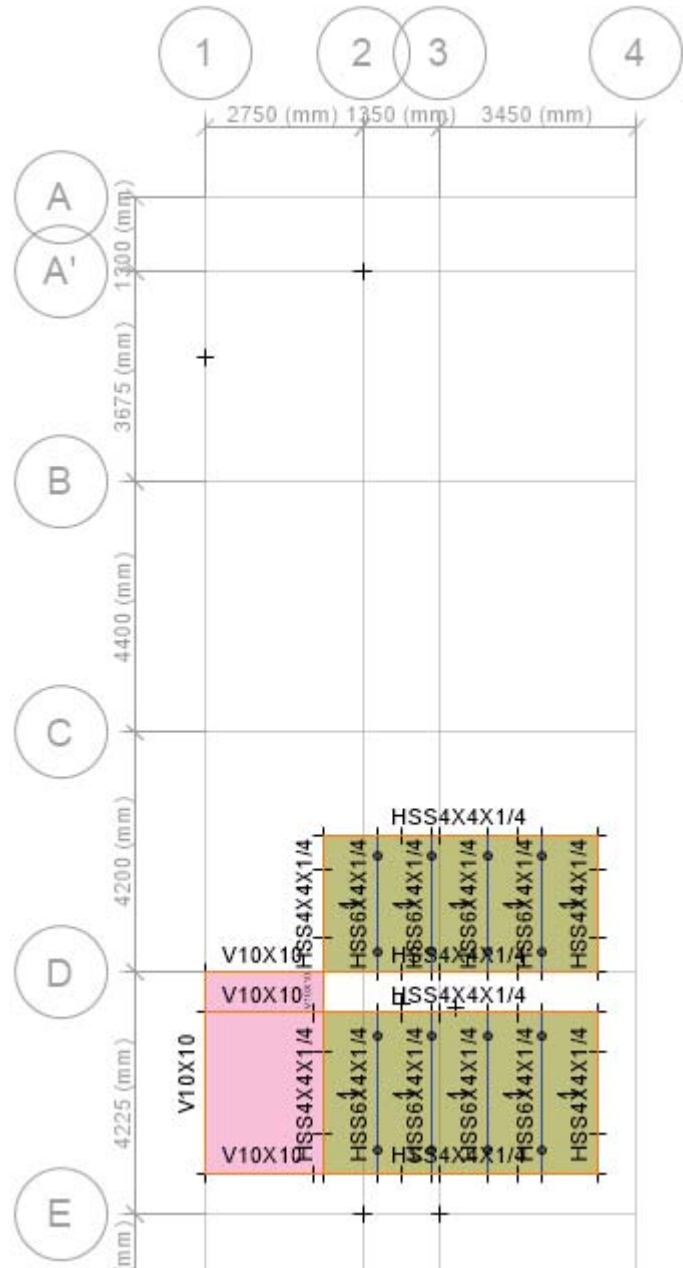 1 2 3 4
2750 (mm) 1350 (mm) 3450 (mm)
A
1300 (mm)
A'
3675 (mm)
B
4400 (mm)
C
4200 (mm)
HSS4X4X1/4
HSS4X4X1/4 HSS6X4X1/4 HSS6X4X1/4 HSS6X4X1/4 HSS6X4X1/4 HSS4X4X1/4
V10X10 HSS4X4X1/4
D
V10X10 V10X10 HSS4X4X1/4
4225 (mm)
V10X10
HSS4X4X1/4 HSS6X4X1/4 HSS6X4X1/4 HSS6X4X1/4 HSS6X4X1/4 HSS4X4X1/4
V10X10 HSS4X4X1/4
E
(mm)